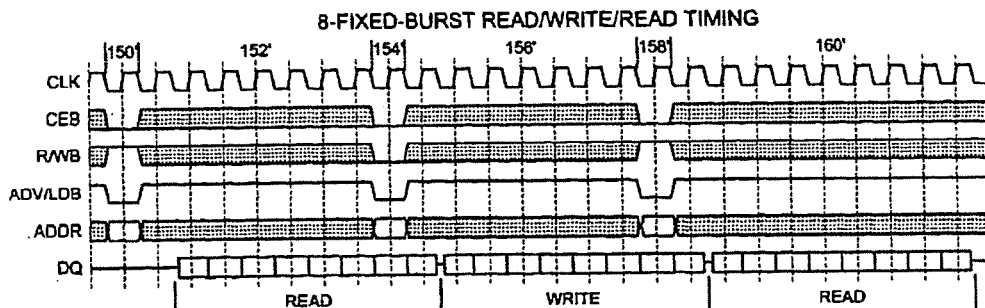 8-FIXED-BURST READ/WRITE/READ TIMING
150' 152' 154' 156' 158' 160'
CLK
CEB
R/WB
ADV/LDB
ADDR
DQ
READ WRITE READ